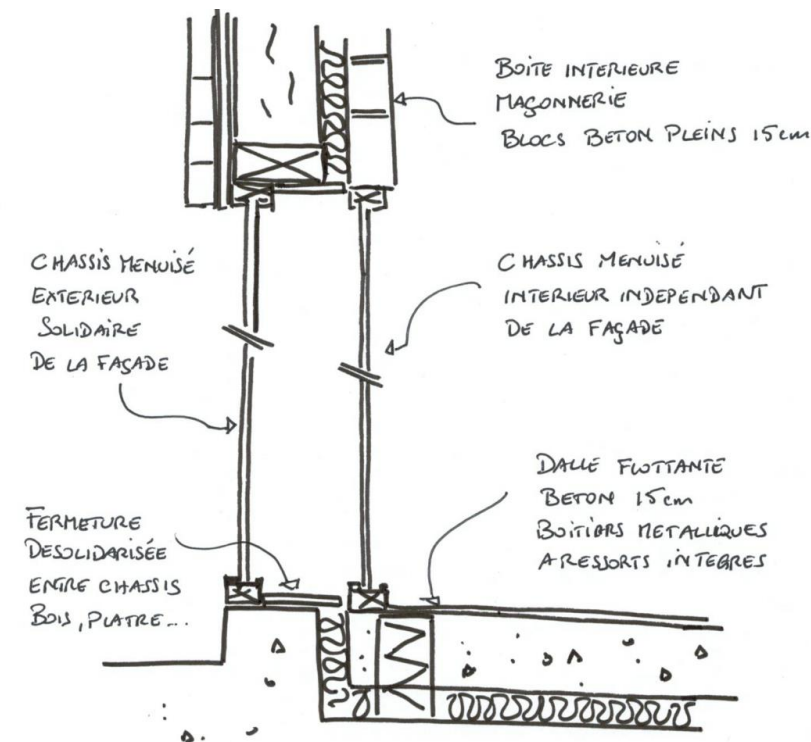 BOITE INTERIEURE
MAÇONNERIE
BLOCS BETON PLEINS 15cm
CHASSIS MENUISÉ
EXTERIEUR
SOLIDAIRE
DE LA FAÇADE
CHASSIS MENUISÉ
INTERIEUR INDEPENDANT
DE LA FAÇADE
DALLE FLOTTANTE
BETON 15cm
BOITIERS METALLIQUES
A RESSORTS INTEGRES
FERMETURE
DESOLIDARISÉE
ENTRE CHASSIS
BOIS, PLATRE...